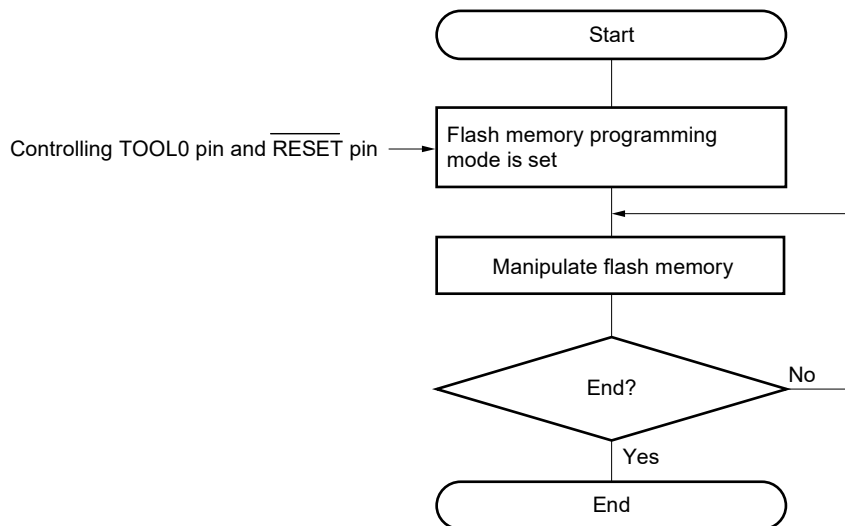 Start
Controlling TOOL0 pin and R̅E̅S̅E̅T̅ pin
Flash memory programming
mode is set
Manipulate flash memory
End?
No
Yes
End